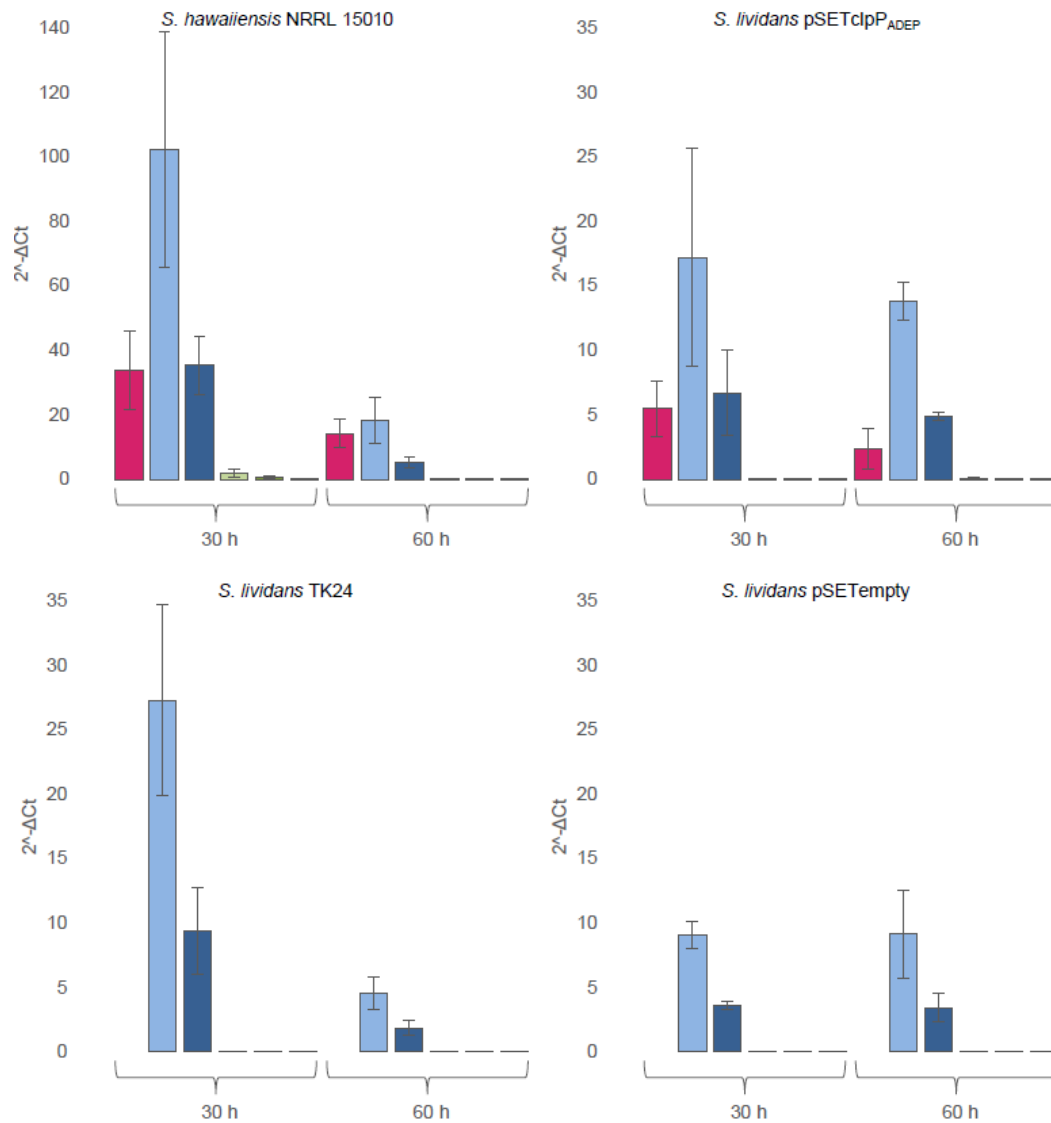 S. hawaiiensis NRRL 15010
140
120
100
80
60
40
20
0
2^-ΔCt
30 h
60 h
S. lividans pSETclpP_ADEP
35
30
25
20
15
10
5
0
2^-ΔCt
30 h
60 h
S. lividans TK24
35
30
25
20
15
10
5
0
2^-ΔCt
30 h
60 h
S. lividans pSETempty
35
30
25
20
15
10
5
0
2^-ΔCt
30 h
60 h